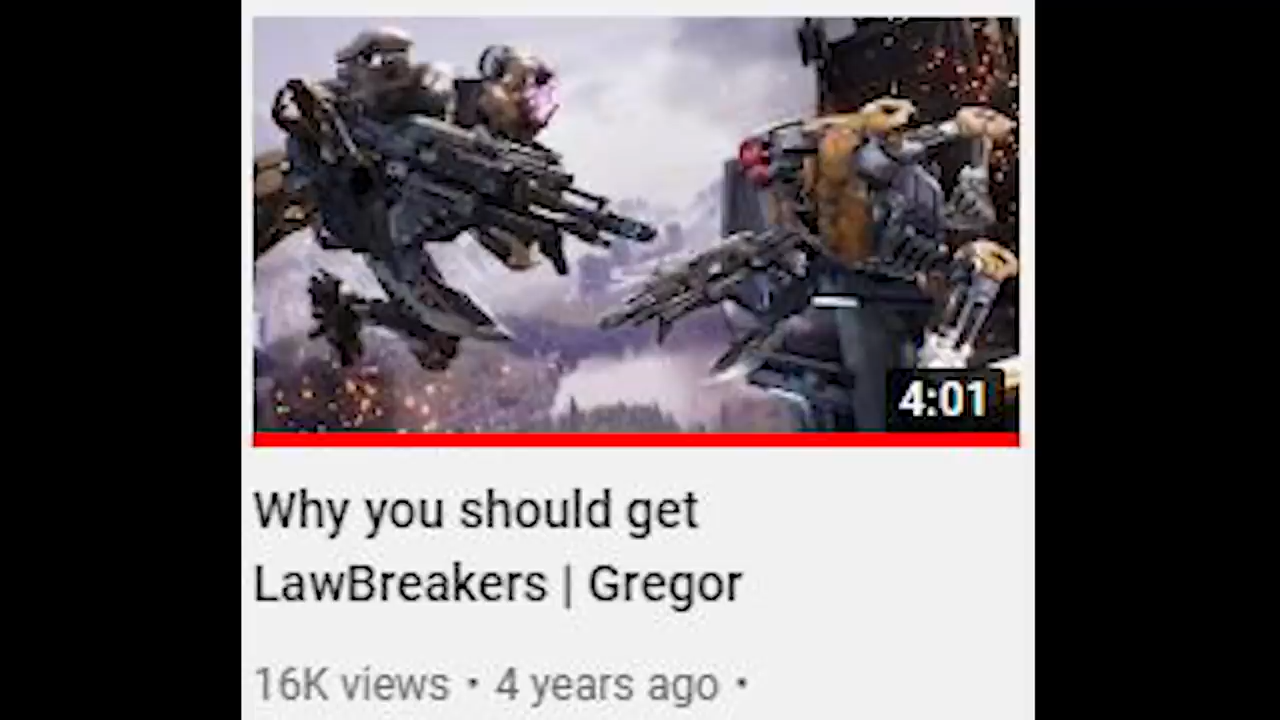 4:01
Why you should get
LawBreakers | Gregor
16K views • 4 years ago •